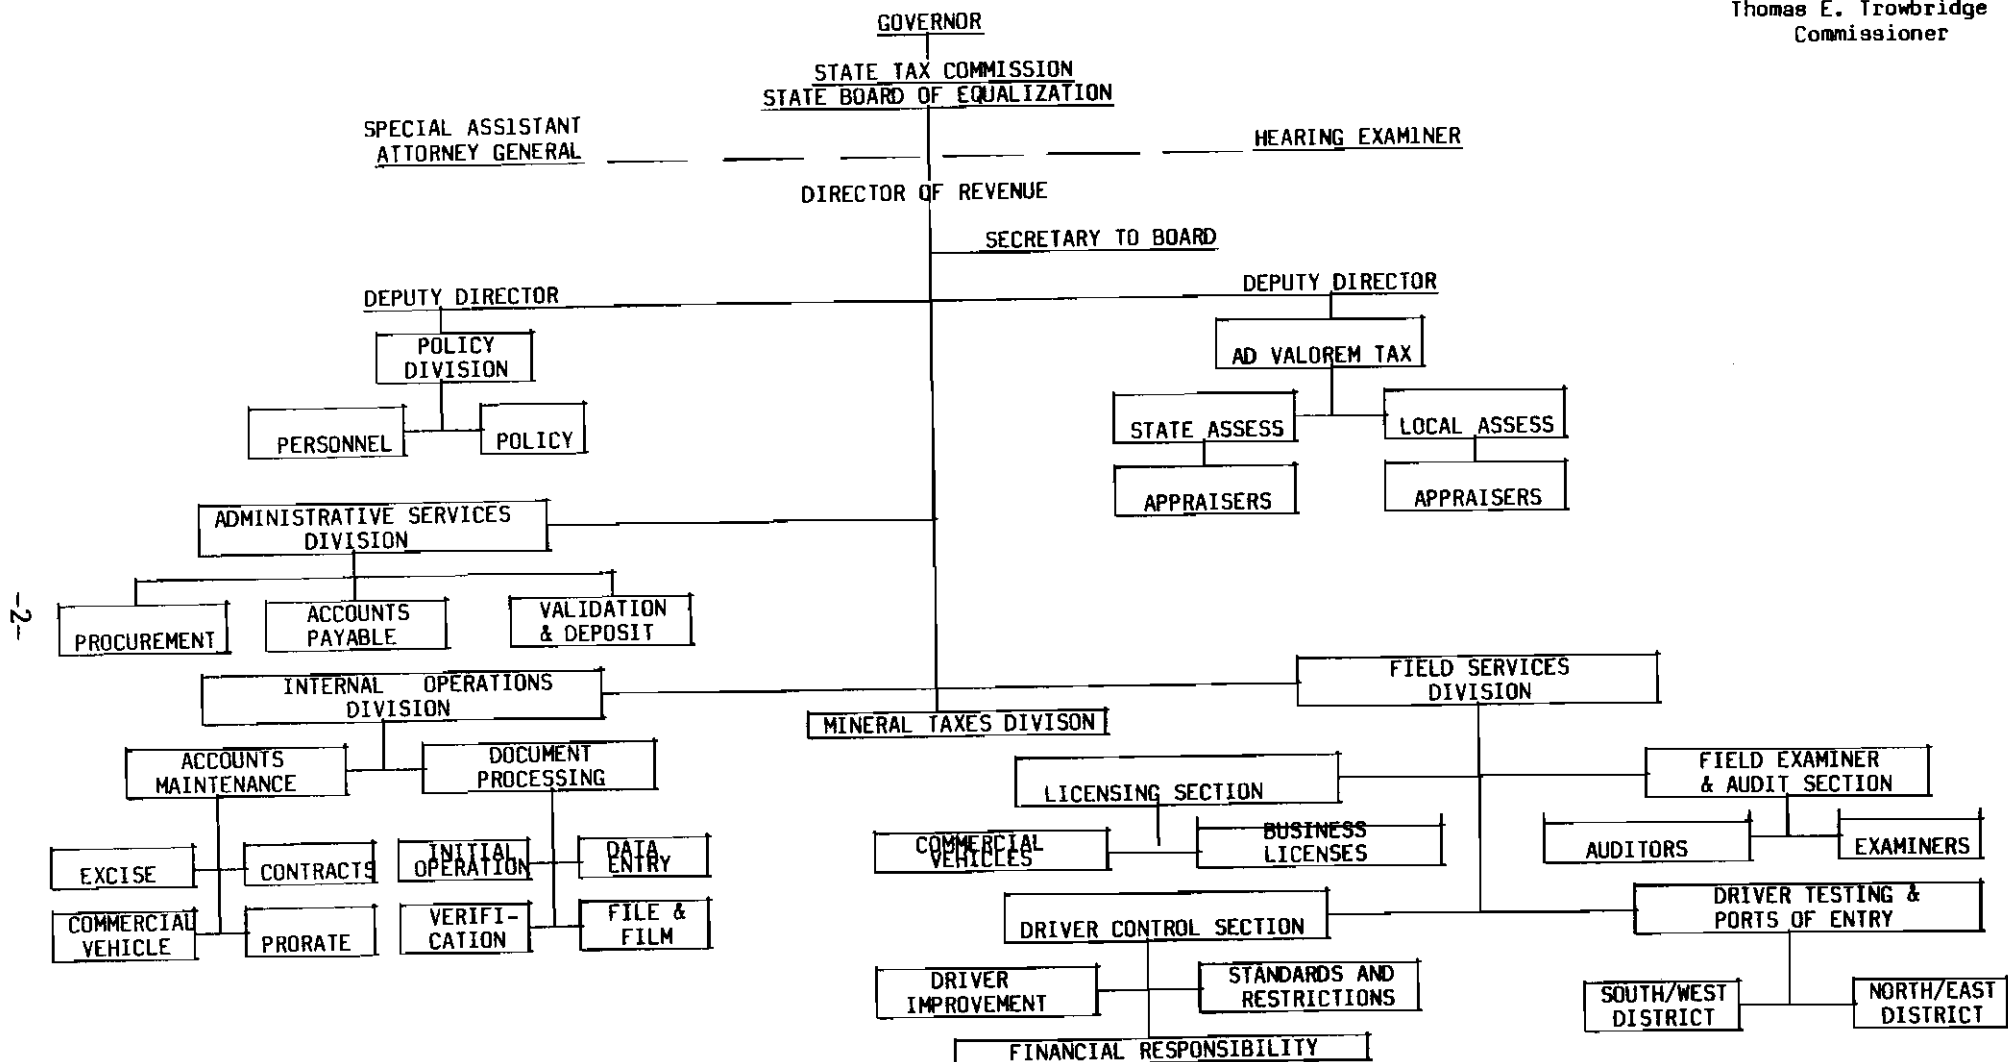 Thomas E. Trowbridge
Commissioner
GOVERNOR
STATE TAX COMMISSION
STATE BOARD OF EQUALIZATION
SPECIAL ASSISTANT
ATTORNEY GENERAL
HEARING EXAMINER
DIRECTOR OF REVENUE
SECRETARY TO BOARD
DEPUTY DIRECTOR
DEPUTY DIRECTOR
POLICY
DIVISION
AD VALOREM TAX
PERSONNEL
POLICY
STATE ASSESS
LOCAL ASSESS
APPRAISERS
APPRAISERS
ADMINISTRATIVE SERVICES
DIVISION
PROCUREMENT
ACCOUNTS
PAYABLE
VALIDATION
& DEPOSIT
-2-
INTERNAL OPERATIONS
DIVISION
FIELD SERVICES
DIVISION
MINERAL TAXES DIVISON
ACCOUNTS
MAINTENANCE
DOCUMENT
PROCESSING
LICENSING SECTION
FIELD EXAMINER
& AUDIT SECTION
EXCISE
CONTRACTS
INITIAL
OPERATION
DATA
ENTRY
COMMERCIAL
VEHICLES
BUSINESS
LICENSES
AUDITORS
EXAMINERS
COMMERCIAL
VEHICLE
PRORATE
VERIFI-
CATION
FILE &
FILM
DRIVER CONTROL SECTION
DRIVER TESTING &
PORTS OF ENTRY
DRIVER
IMPROVEMENT
STANDARDS AND
RESTRICTIONS
SOUTH/WEST
DISTRICT
NORTH/EAST
DISTRICT
FINANCIAL RESPONSIBILITY